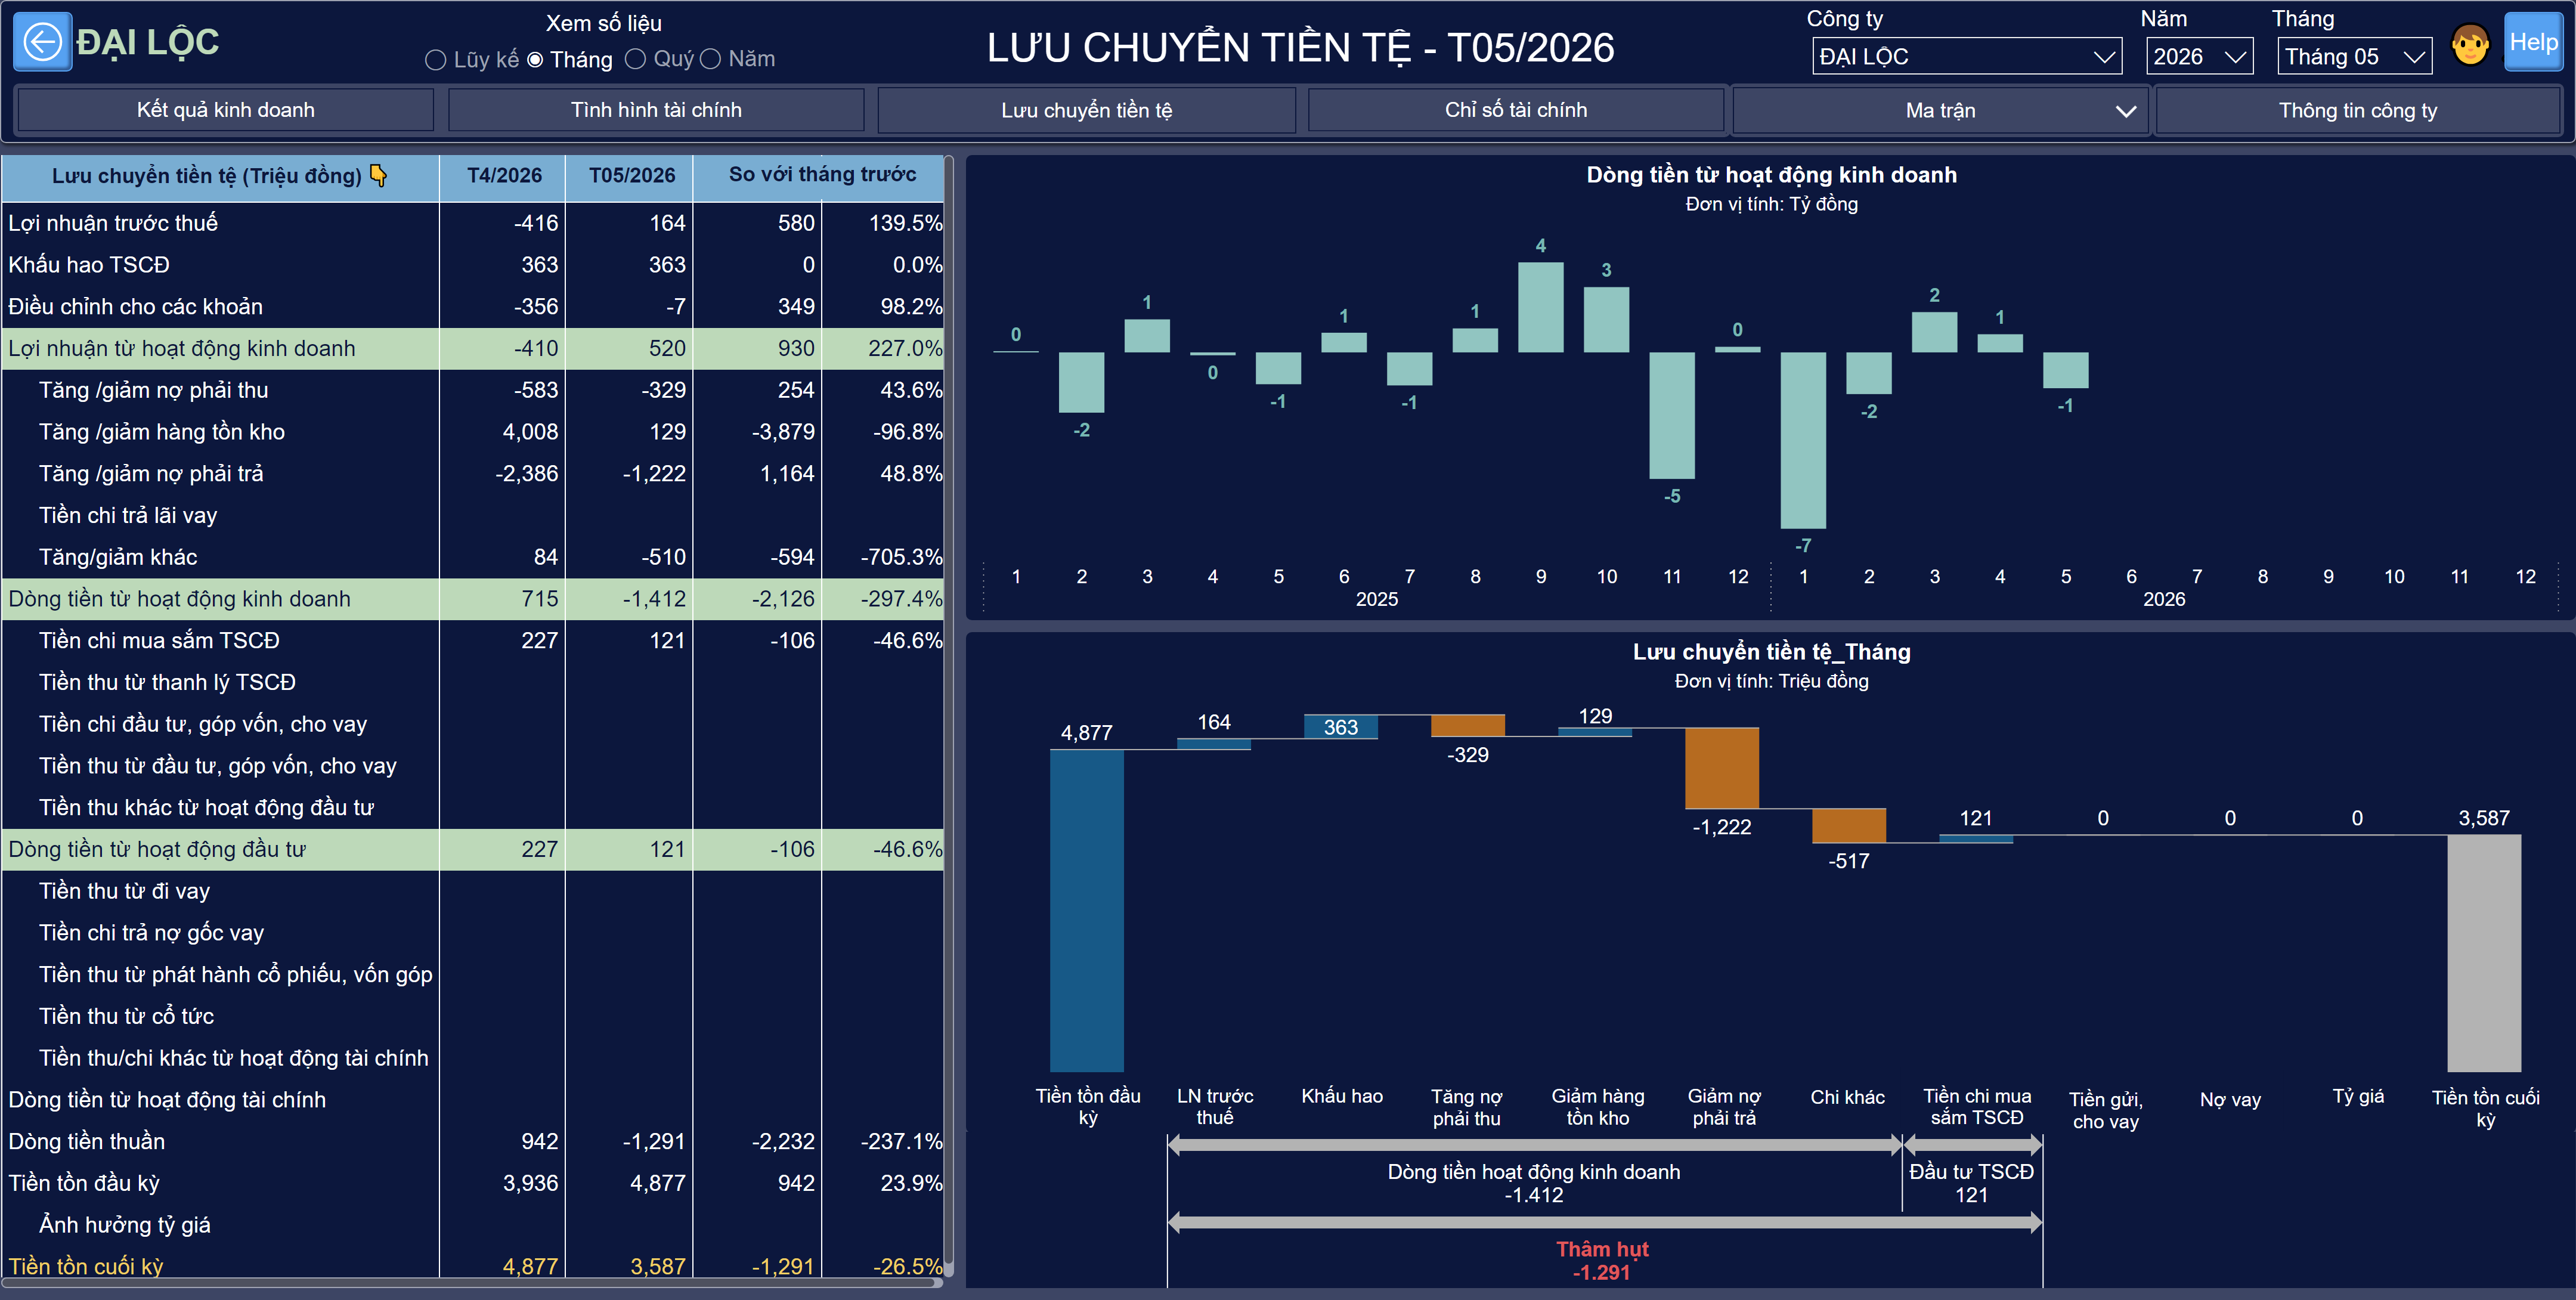 ĐẠI LỘC
Xem số liệu
Lũy kế Tháng Quý Năm
LƯU CHUYỂN TIỀN TỆ - T05/2026
Công ty Năm Tháng
ĐẠI LỘC 2026 Tháng 05
Help
Kết quả kinh doanh Tình hình tài chính Lưu chuyển tiền tệ Chỉ số tài chính Ma trận Thông tin công ty
Lưu chuyển tiền tệ (Triệu đồng) T4/2026 T05/2026 So với tháng trước
Lợi nhuận trước thuế -416 164 580 139.5%
Khấu hao TSCĐ 363 363 0 0.0%
Điều chỉnh cho các khoản -356 -7 349 98.2%
Lợi nhuận từ hoạt động kinh doanh -410 520 930 227.0%
Tăng /giảm nợ phải thu -583 -329 254 43.6%
Tăng /giảm hàng tồn kho 4,008 129 -3,879 -96.8%
Tăng /giảm nợ phải trả -2,386 -1,222 1,164 48.8%
Tiền chi trả lãi vay
Tăng/giảm khác 84 -510 -594 -705.3%
Dòng tiền từ hoạt động kinh doanh 715 -1,412 -2,126 -297.4%
Tiền chi mua sắm TSCĐ 227 121 -106 -46.6%
Tiền thu từ thanh lý TSCĐ
Tiền chi đầu tư, góp vốn, cho vay
Tiền thu từ đầu tư, góp vốn, cho vay
Tiền thu khác từ hoạt động đầu tư
Dòng tiền từ hoạt động đầu tư 227 121 -106 -46.6%
Tiền thu từ đi vay
Tiền chi trả nợ gốc vay
Tiền thu từ phát hành cổ phiếu, vốn góp
Tiền thu từ cổ tức
Tiền thu/chi khác từ hoạt động tài chính
Dòng tiền từ hoạt động tài chính
Dòng tiền thuần 942 -1,291 -2,232 -237.1%
Tiền tồn đầu kỳ 3,936 4,877 942 23.9%
Ảnh hưởng tỷ giá
Tiền tồn cuối kỳ 4,877 3,587 -1,291 -26.5%
Dòng tiền từ hoạt động kinh doanh
Đơn vị tính: Tỷ đồng
0 -2 1 0 -1 1 -1 1 4 3 -5 0 -7 -2 2 1 -1
1 2 3 4 5 6 7 8 9 10 11 12 1 2 3 4 5 6 7 8 9 10 11 12
2025 2026
Lưu chuyển tiền tệ_Tháng
Đơn vị tính: Triệu đồng
4,877 164 363 -329 129 -1,222 -517 121 0 0 0 3,587
Tiền tồn đầu kỳ
LN trước thuế
Khấu hao
Tăng nợ phải thu
Giảm hàng tồn kho
Giảm nợ phải trả
Chi khác
Tiền chi mua sắm TSCĐ
Tiền gửi, cho vay
Nợ vay
Tỷ giá
Tiền tồn cuối kỳ
Dòng tiền hoạt động kinh doanh
-1.412
Đầu tư TSCĐ
121
Thâm hụt
-1.291